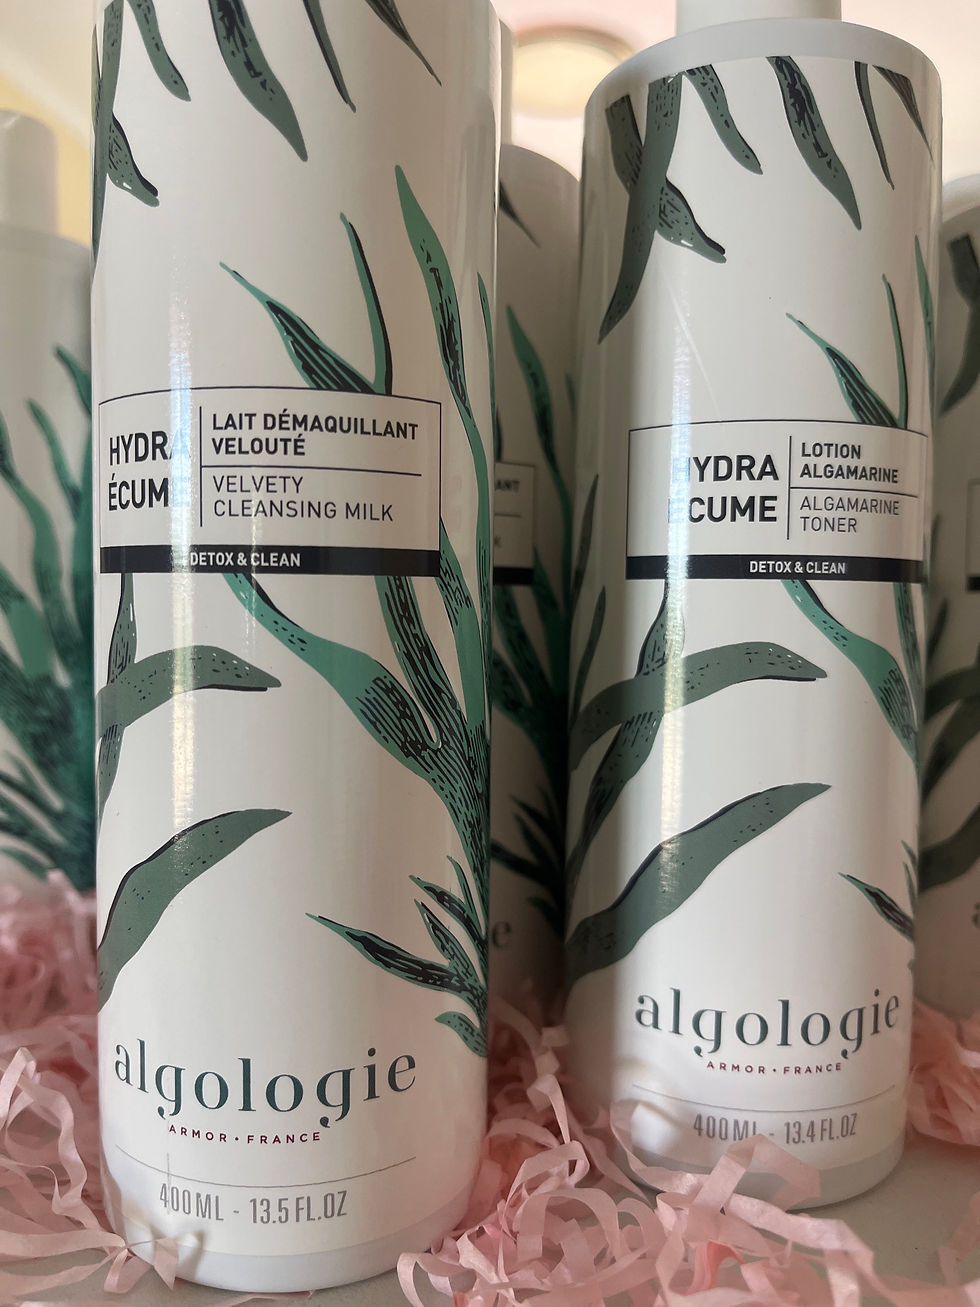 HYDRA
ÉCUME
LAIT DÉMAQUILLANT
VELOUTÉ
VELVETY
CLEANSING MILK
DETOX & CLEAN
algologie
ARMOR • FRANCE
400 ML - 13.5 FL.OZ
HYDRA
ÉCUME
LOTION
ALGAMARINE
ALGAMARINE
TONER
DETOX & CLEAN
algologie
ARMOR • FRANCE
400 ML - 13.4 FL.OZ